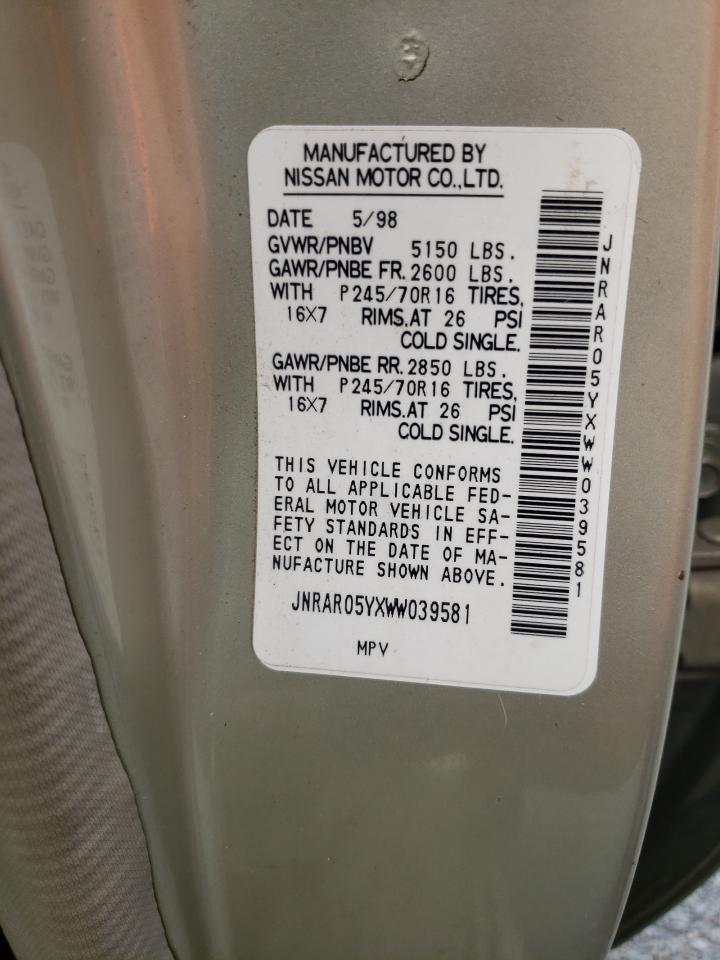 MANUFACTURED BY
NISSAN MOTOR CO.,LTD.
DATE 5/98
GVWR/PNBV 5150 LBS.
GAWR/PNBE FR. 2600 LBS.
WITH P245/70R16 TIRES,
16X7 RIMS,AT 26 PSI
COLD SINGLE.
GAWR/PNBE RR. 2850 LBS.
WITH P245/70R16 TIRES,
16X7 RIMS,AT 26 PSI
COLD SINGLE.
THIS VEHICLE CONFORMS
TO ALL APPLICABLE FED-
ERAL MOTOR VEHICLE SA-
FETY STANDARDS IN EFF-
ECT ON THE DATE OF MA-
NUFACTURE SHOWN ABOVE.
JNRAR05YXWW039581
MPV
JNRAR05YXWW039581